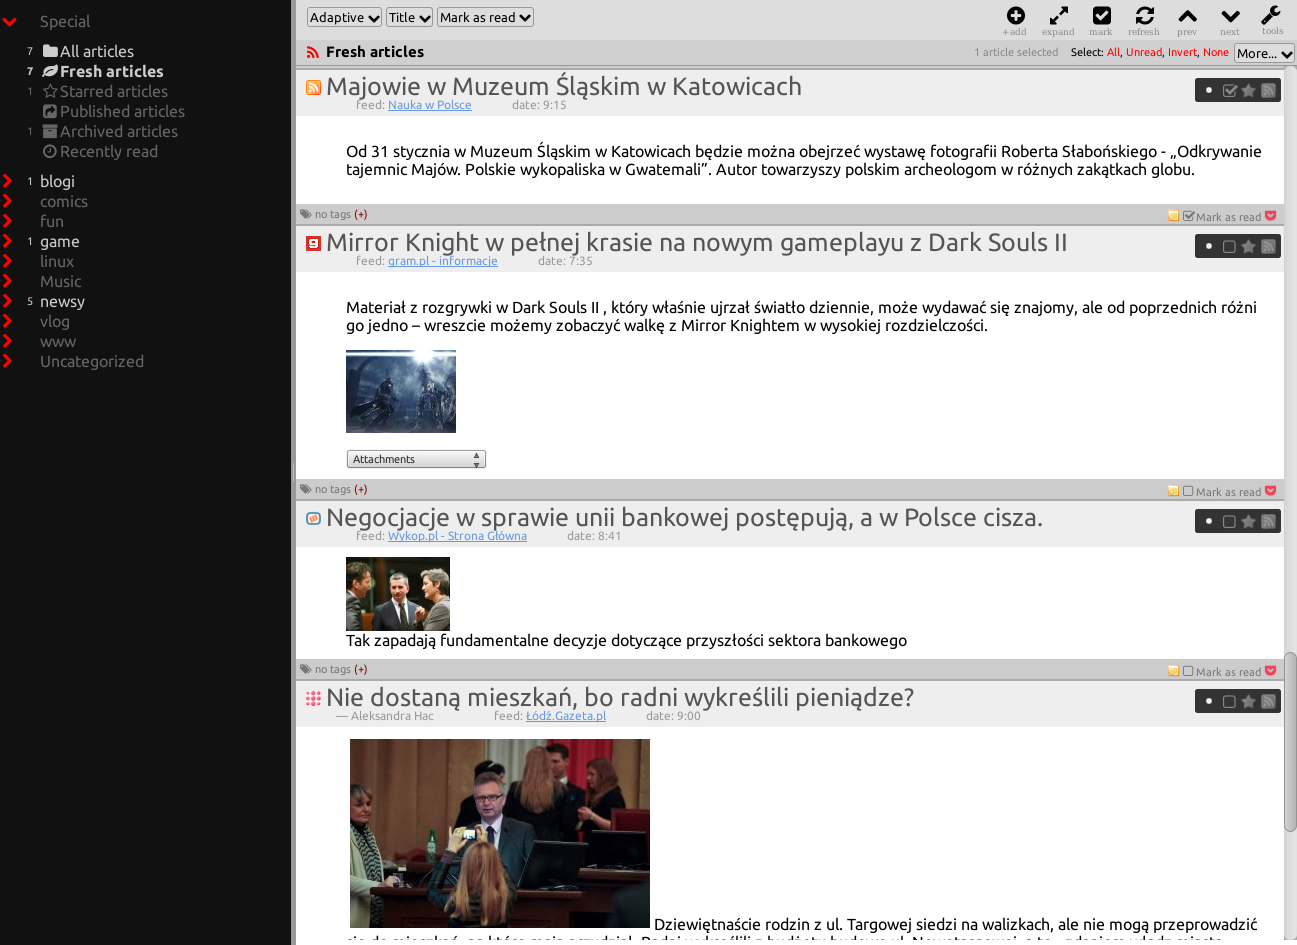 Special
7 All articles
7 Fresh articles
1 Starred articles
Published articles
1 Archived articles
Recently read
1 blogi
comics
fun
1 game
linux
Music
5 newsy
vlog
www
Uncategorized
Adaptive Title Mark as read
+add expand mark refresh prev next tools
Fresh articles 1 article selected Select: All, Unread, Invert, None More...
Majowie w Muzeum Śląskim w Katowicach
feed: Nauka w Polsce date: 9:15
Od 31 stycznia w Muzeum Śląskim w Katowicach będzie można obejrzeć wystawę fotografii Roberta Słabońskiego - „Odkrywanie
tajemnic Majów. Polskie wykopaliska w Gwatemali”. Autor towarzyszy polskim archeologom w różnych zakątkach globu.
no tags (+) Mark as read
Mirror Knight w pełnej krasie na nowym gameplayu z Dark Souls II
feed: gram.pl - informacje date: 7:35
Materiał z rozgrywki w Dark Souls II , który właśnie ujrzał światło dziennie, może wydawać się znajomy, ale od poprzednich różni
go jedno – wreszcie możemy zobaczyć walkę z Mirror Knightem w wysokiej rozdzielczości.
Attachments
no tags (+) Mark as read
Negocjacje w sprawie unii bankowej postępują, a w Polsce cisza.
feed: Wykop.pl - Strona Główna date: 8:41
Tak zapadają fundamentalne decyzje dotyczące przyszłości sektora bankowego
no tags (+) Mark as read
Nie dostaną mieszkań, bo radni wykreślili pieniądze?
— Aleksandra Hac feed: Łódź.Gazeta.pl date: 9:00
Dziewiętnaście rodzin z ul. Targowej siedzi na walizkach, ale nie mogą przeprowadzić